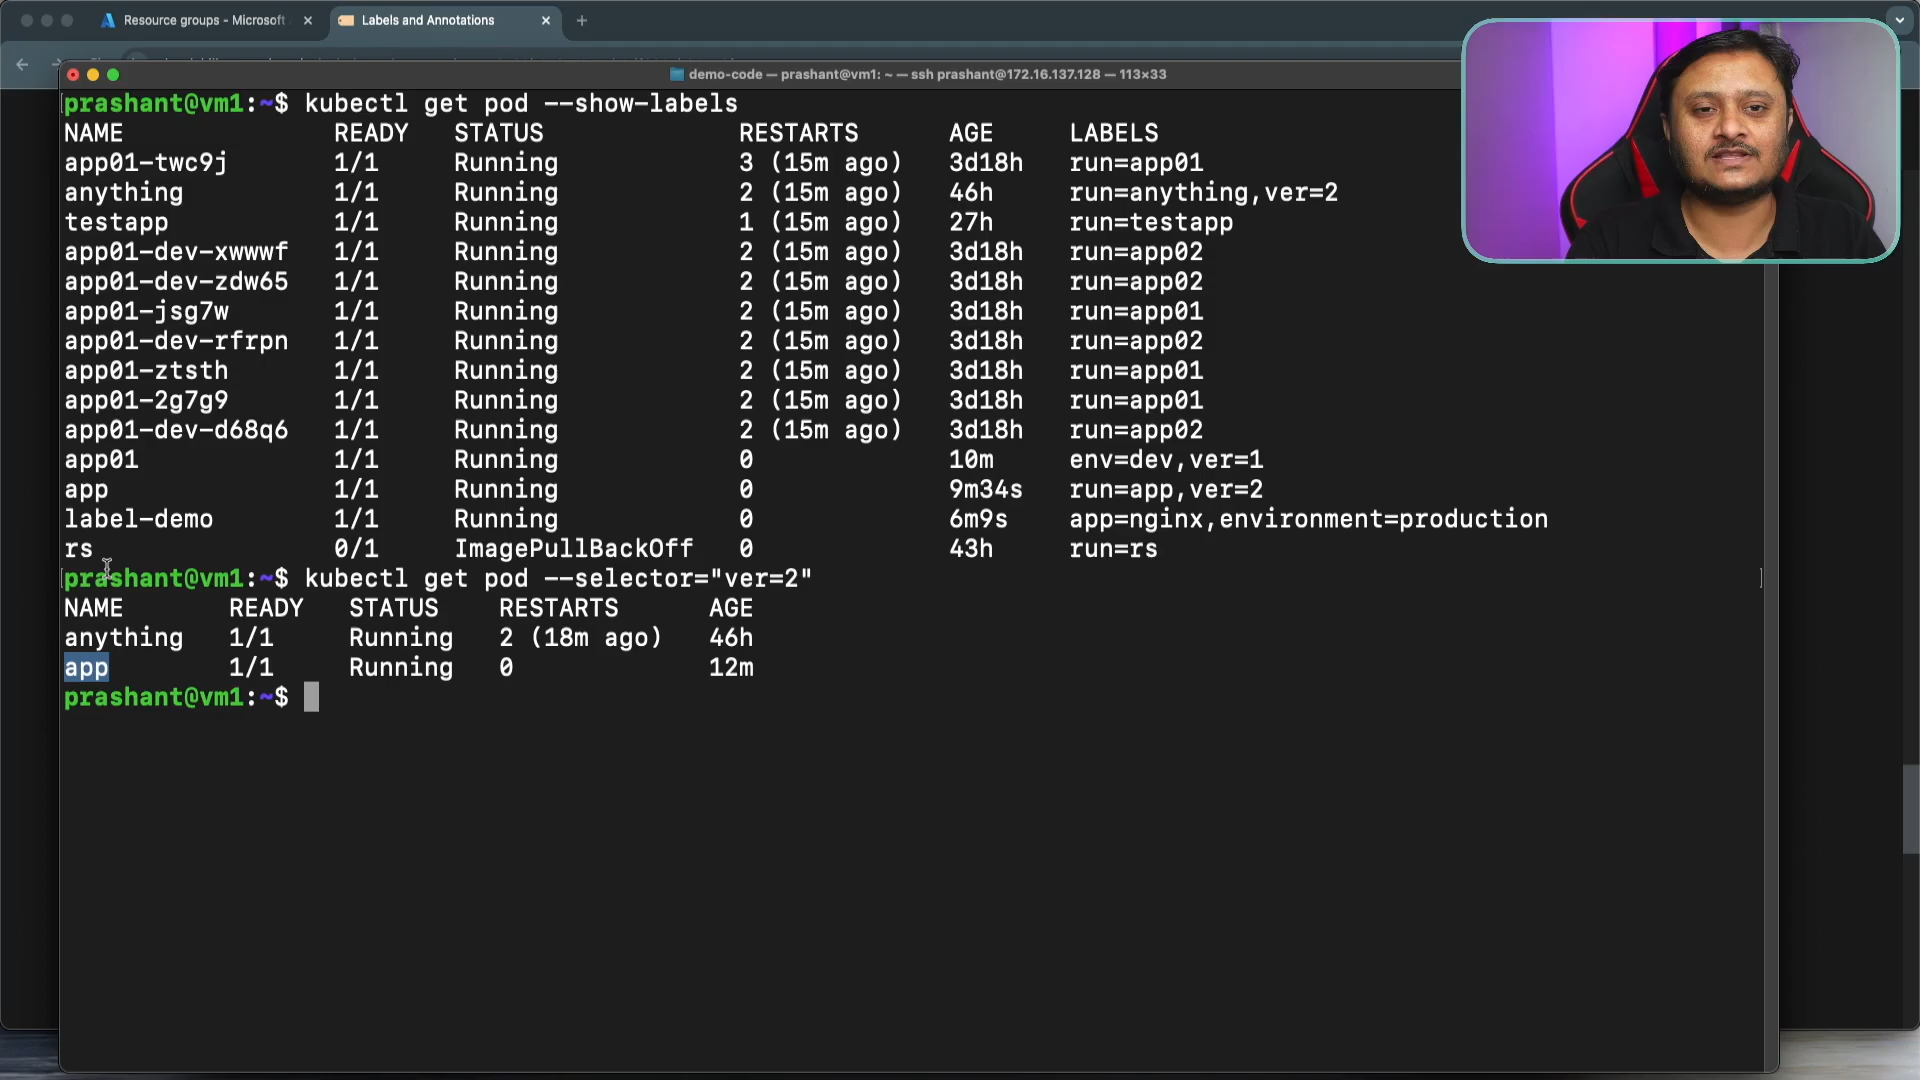 Resource groups - Microsoft
Labels and Annotations
demo-code — prashant@vm1: ~ — ssh prashant@172.16.137.128 — 113×33
prashant@vm1:~$ kubectl get pod --show-labels
NAME READY STATUS RESTARTS AGE LABELS
app01-twc9j 1/1 Running 3 (15m ago) 3d18h run=app01
anything 1/1 Running 2 (15m ago) 46h run=anything,ver=2
testapp 1/1 Running 1 (15m ago) 27h run=testapp
app01-dev-xwwwf 1/1 Running 2 (15m ago) 3d18h run=app02
app01-dev-zdw65 1/1 Running 2 (15m ago) 3d18h run=app02
app01-jsg7w 1/1 Running 2 (15m ago) 3d18h run=app01
app01-dev-rfrpn 1/1 Running 2 (15m ago) 3d18h run=app02
app01-ztsth 1/1 Running 2 (15m ago) 3d18h run=app01
app01-2g7g9 1/1 Running 2 (15m ago) 3d18h run=app01
app01-dev-d68q6 1/1 Running 2 (15m ago) 3d18h run=app02
app01 1/1 Running 0 10m env=dev,ver=1
app 1/1 Running 0 9m34s run=app,ver=2
label-demo 1/1 Running 0 6m9s app=nginx,environment=production
rs 0/1 ImagePullBackOff 0 43h run=rs
prashant@vm1:~$ kubectl get pod --selector="ver=2"
NAME READY STATUS RESTARTS AGE
anything 1/1 Running 2 (18m ago) 46h
app 1/1 Running 0 12m
prashant@vm1:~$